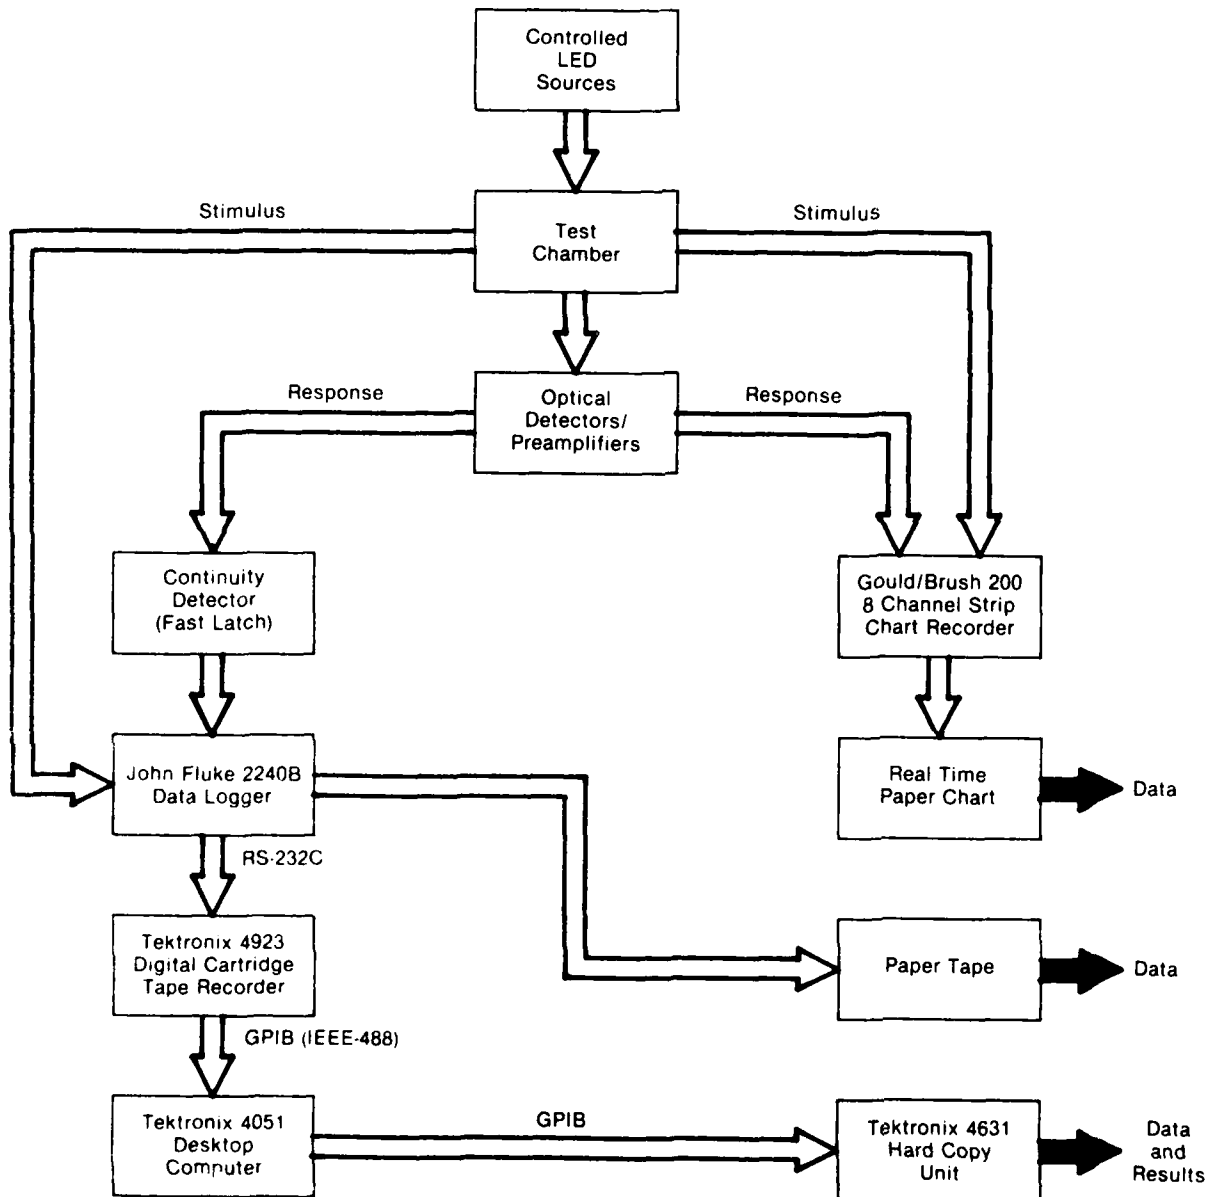 Controlled
LED
Sources
Stimulus
Test
Chamber
Stimulus
Response
Optical
Detectors/
Preamplifiers
Response
Continuity
Detector
(Fast Latch)
Gould/Brush 200
8 Channel Strip
Chart Recorder
John Fluke 2240B
Data Logger
Real Time
Paper Chart
Data
RS-232C
Tektronix 4923
Digital Cartridge
Tape Recorder
Paper Tape
Data
GPIB (IEEE-488)
Tektronix 4051
Desktop
Computer
GPIB
Tektronix 4631
Hard Copy
Unit
Data
and
Results